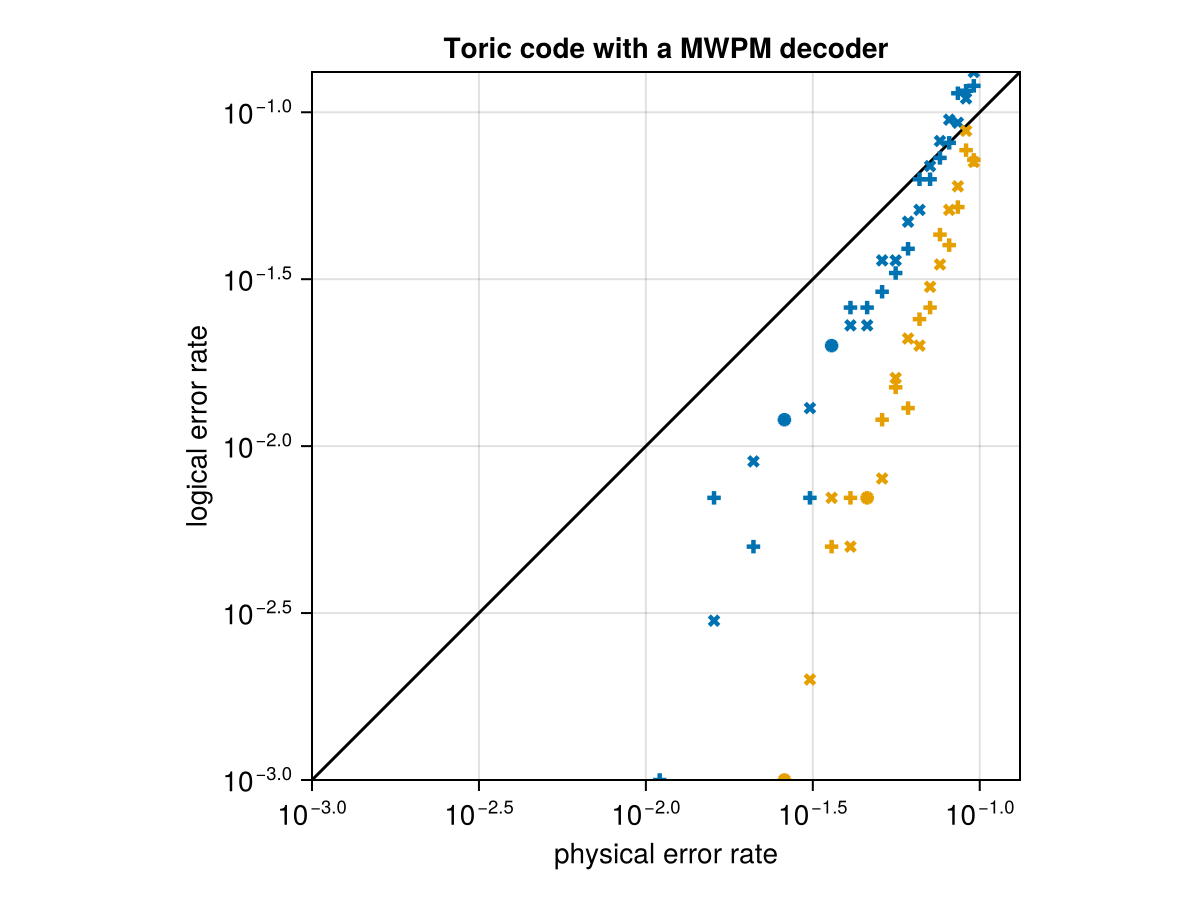 Toric code with a MWPM decoder
logical error rate
10^−1.0
10^−1.5
10^−2.0
10^−2.5
10^−3.0
10^−3.0 10^−2.5 10^−2.0 10^−1.5 10^−1.0
physical error rate